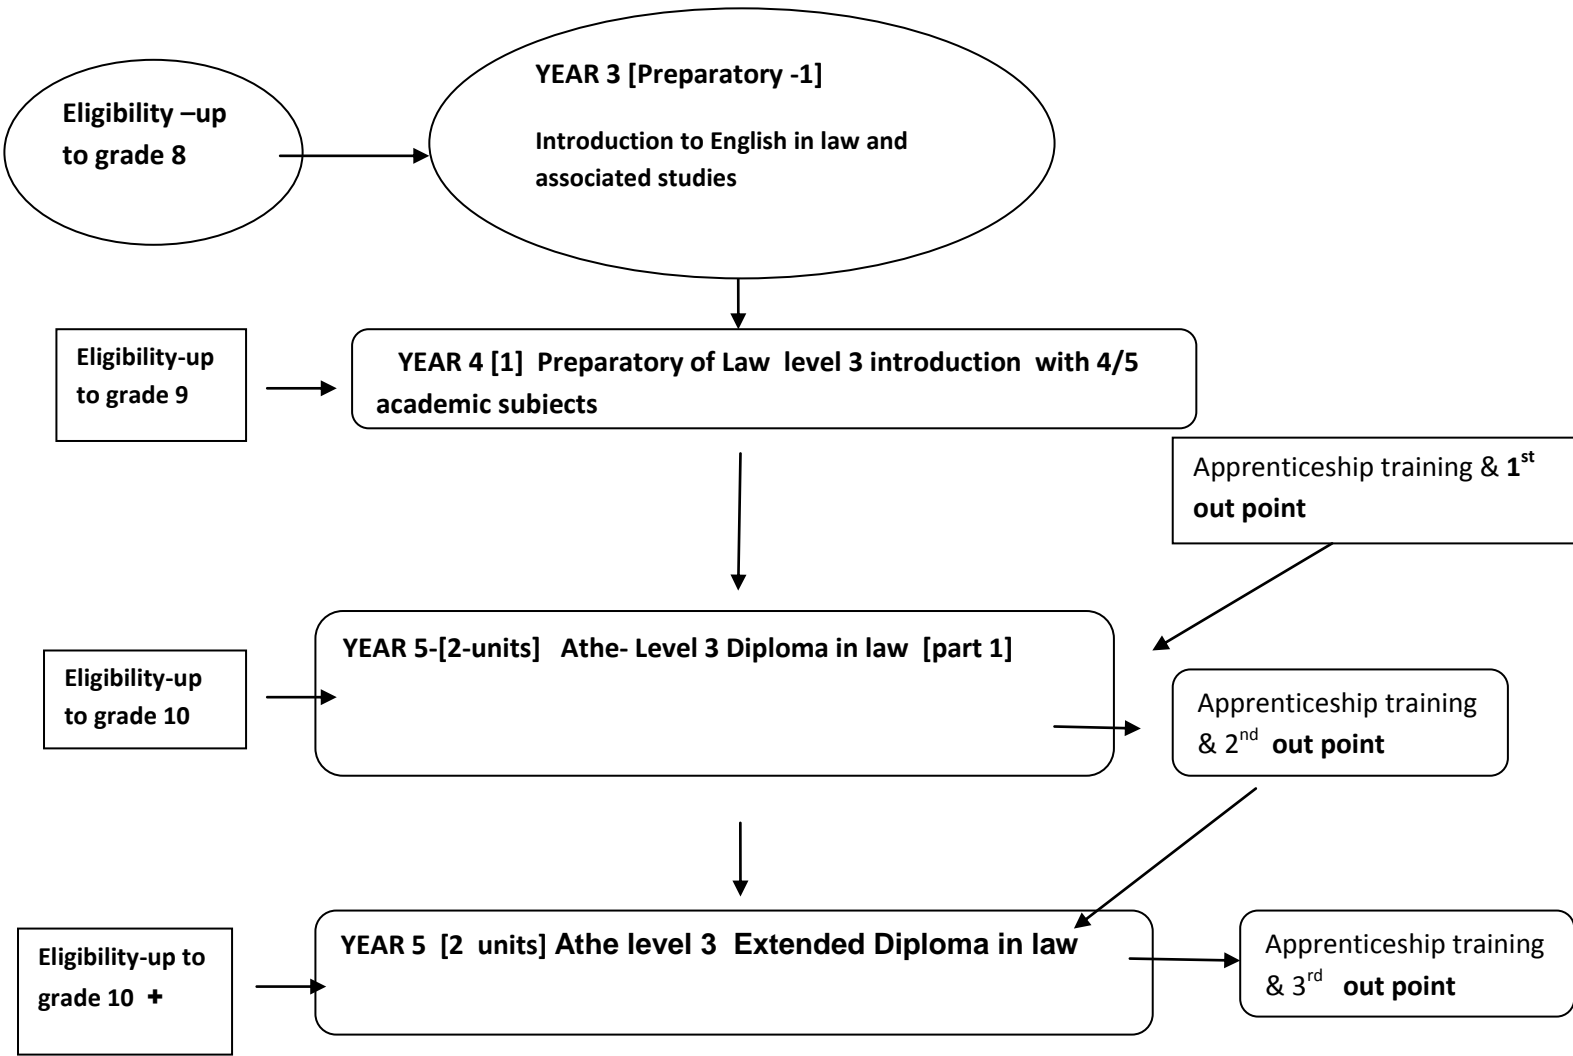 YEAR 3 [Preparatory -1]
Eligibility –up
to grade 8
Introduction to English in law and
associated studies
Eligibility-up
to grade 9
YEAR 4 [1]  Preparatory of Law  level 3 introduction  with 4/5
academic subjects
Apprenticeship training & 1st
out point
YEAR 5-[2-units]   Athe- Level 3 Diploma in law  [part 1]
Eligibility-up
to grade 10
Apprenticeship training
& 2nd  out point
YEAR 5  [2  units] Athe level 3  Extended Diploma in law
Eligibility-up to
grade 10 +
Apprenticeship training
& 3rd  out point